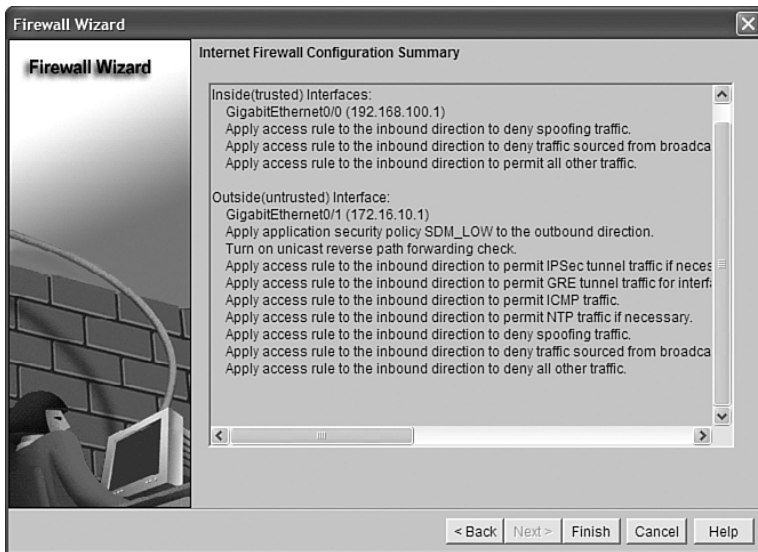 Firewall Wizard
Firewall Wizard
Internet Firewall Configuration Summary
Inside(trusted) Interfaces:
GigabitEthernet0/0 (192.168.100.1)
Apply access rule to the inbound direction to deny spoofing traffic.
Apply access rule to the inbound direction to deny traffic sourced from broadca
Apply access rule to the inbound direction to permit all other traffic.
Outside(untrusted) Interface:
GigabitEthernet0/1 (172.16.10.1)
Apply application security policy SDM_LOW to the outbound direction.
Turn on unicast reverse path forwarding check.
Apply access rule to the inbound direction to permit IPSec tunnel traffic if neces
Apply access rule to the inbound direction to permit GRE tunnel traffic for interf
Apply access rule to the inbound direction to permit ICMP traffic.
Apply access rule to the inbound direction to permit NTP traffic if necessary.
Apply access rule to the inbound direction to deny spoofing traffic.
Apply access rule to the inbound direction to deny traffic sourced from broadca
Apply access rule to the inbound direction to deny all other traffic.
< Back Next > Finish Cancel Help